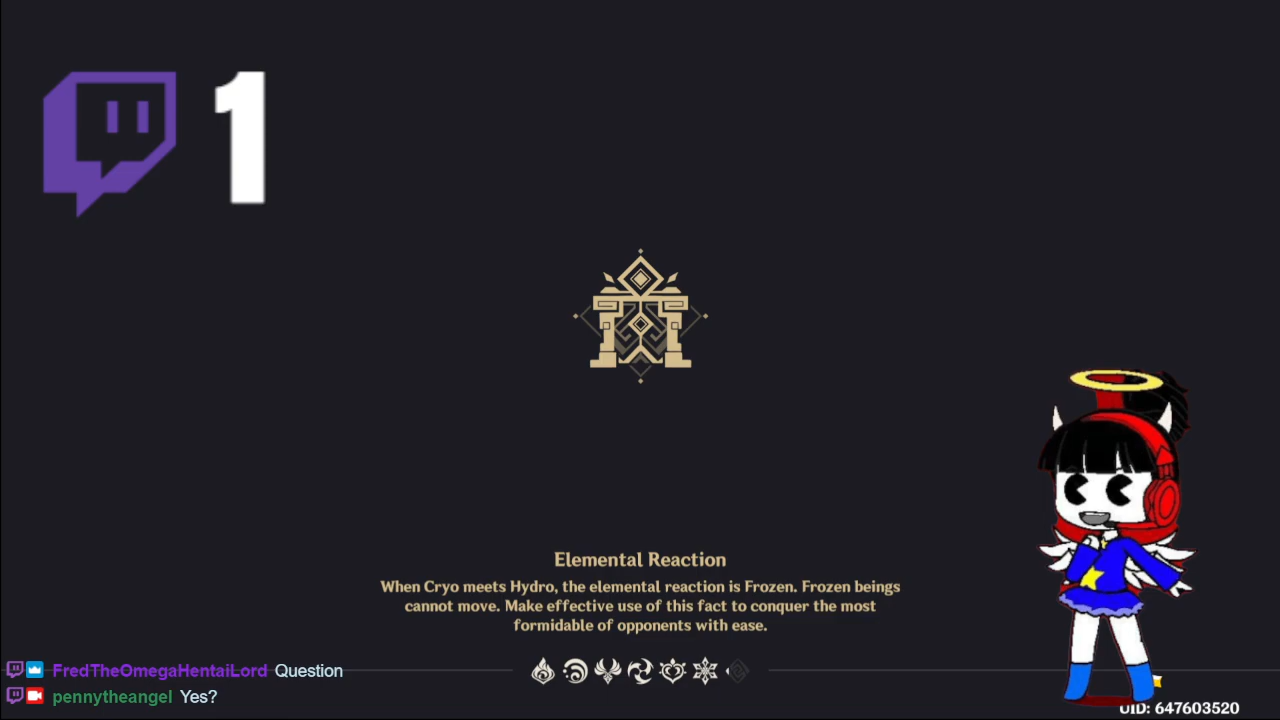 1
Elemental Reaction
When Cryo meets Hydro, the elemental reaction is Frozen. Frozen beings
cannot move. Make effective use of this fact to conquer the most
formidable of opponents with ease.
FredTheOmegaHentaiLord Question
pennytheangel Yes?
UID: 647603520